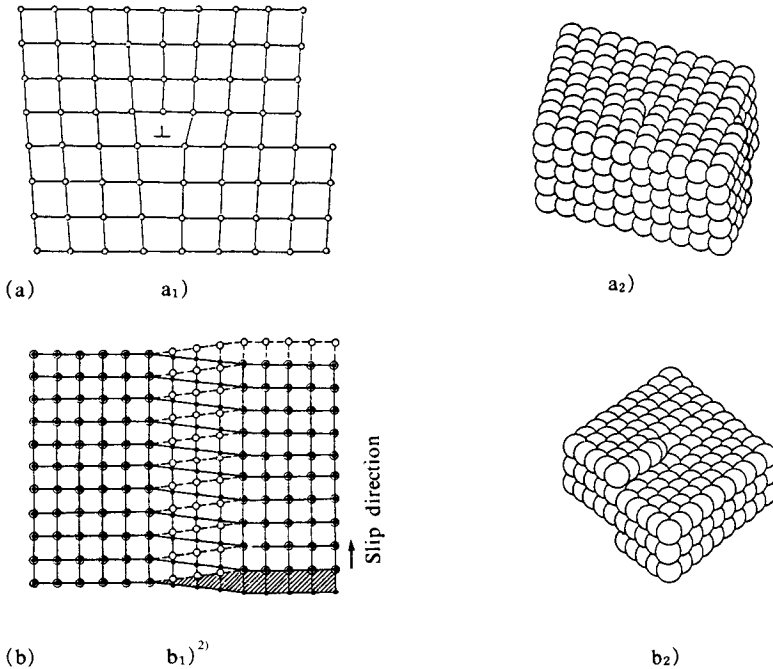 ⊥
(a) a₁) a₂)
Slip direction
(b) b₁)²⁾ b₂)